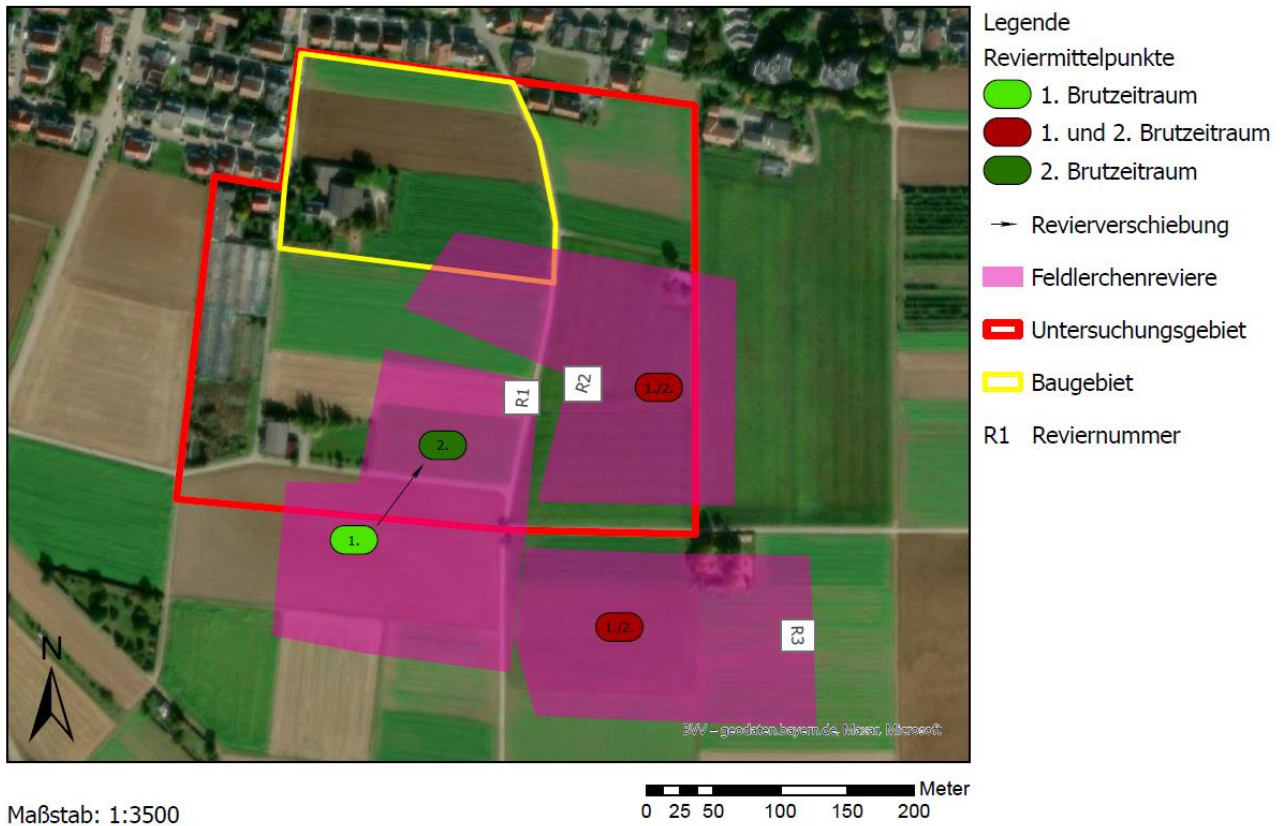 Legende
Reviermittelpunkte
1. Brutzeitraum
1. und 2. Brutzeitraum
2. Brutzeitraum
Revierverschiebung
Feldlerchenreviere
Untersuchungsgebiet
Baugebiet
R1 Reviernummer
R1
R2
1./2.
2.
1.
1./2.
R3
N
BVV – geodaten.bayern.de, Maxar, Microsoft
Maßstab: 1:3500
Meter
0 25 50 100 150 200